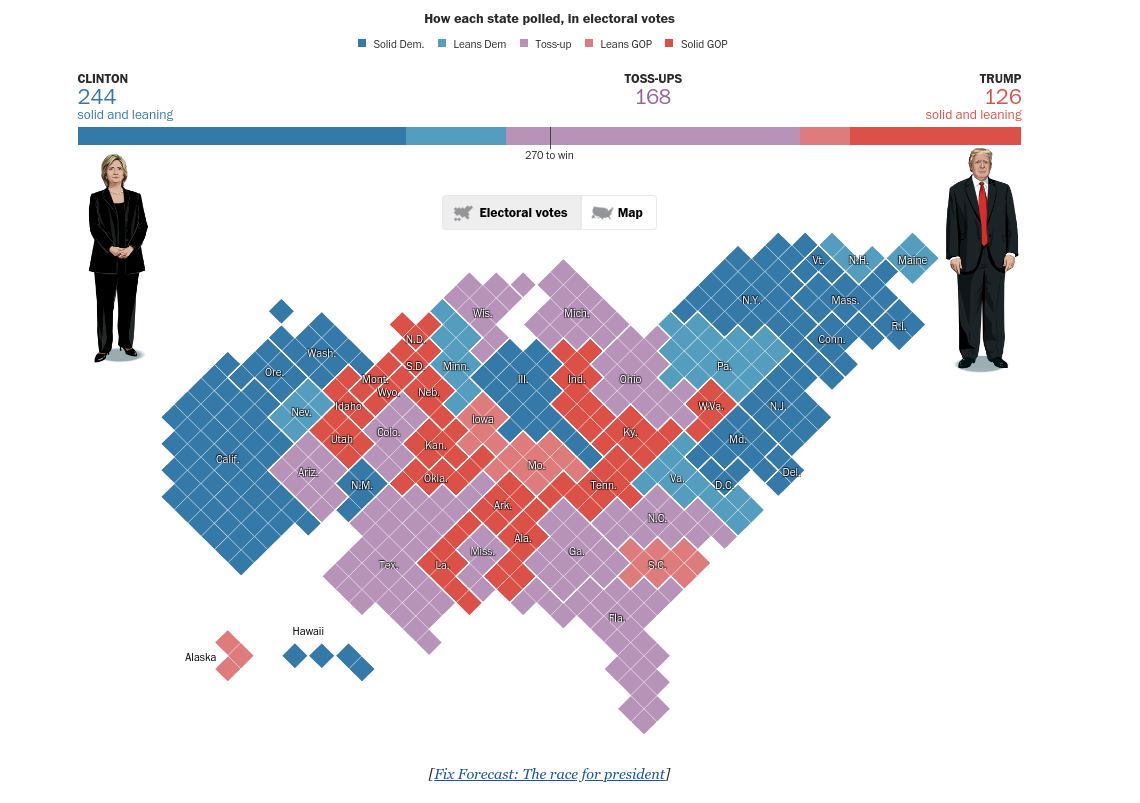 How each state polled, in electoral votes
Solid Dem. Leans Dem Toss-up Leans GOP Solid GOP
CLINTON TOSS-UPS TRUMP
244 168 126
solid and leaning solid and leaning
270 to win
Electoral votes Map
Vt. N.H. Maine
N.Y. Mass.
Wis. Mich.
R.I.
N.D. Conn.
Wash.
S.D. Minn. Pa.
Ore.
Mont. Ill. Ind. Ohio
Wyo. Neb.
Idaho W.Va. N.J.
Nev. Iowa
Colo. Ky.
Utah Kan. Md.
Calif. Mo.
Ariz. Okla. Va. Del.
N.M. Tenn. D.C.
Ark. N.C.
Ala.
Miss. Ga.
Tex. La. S.C.
Fla.
Hawaii
Alaska
[Fix Forecast: The race for president]